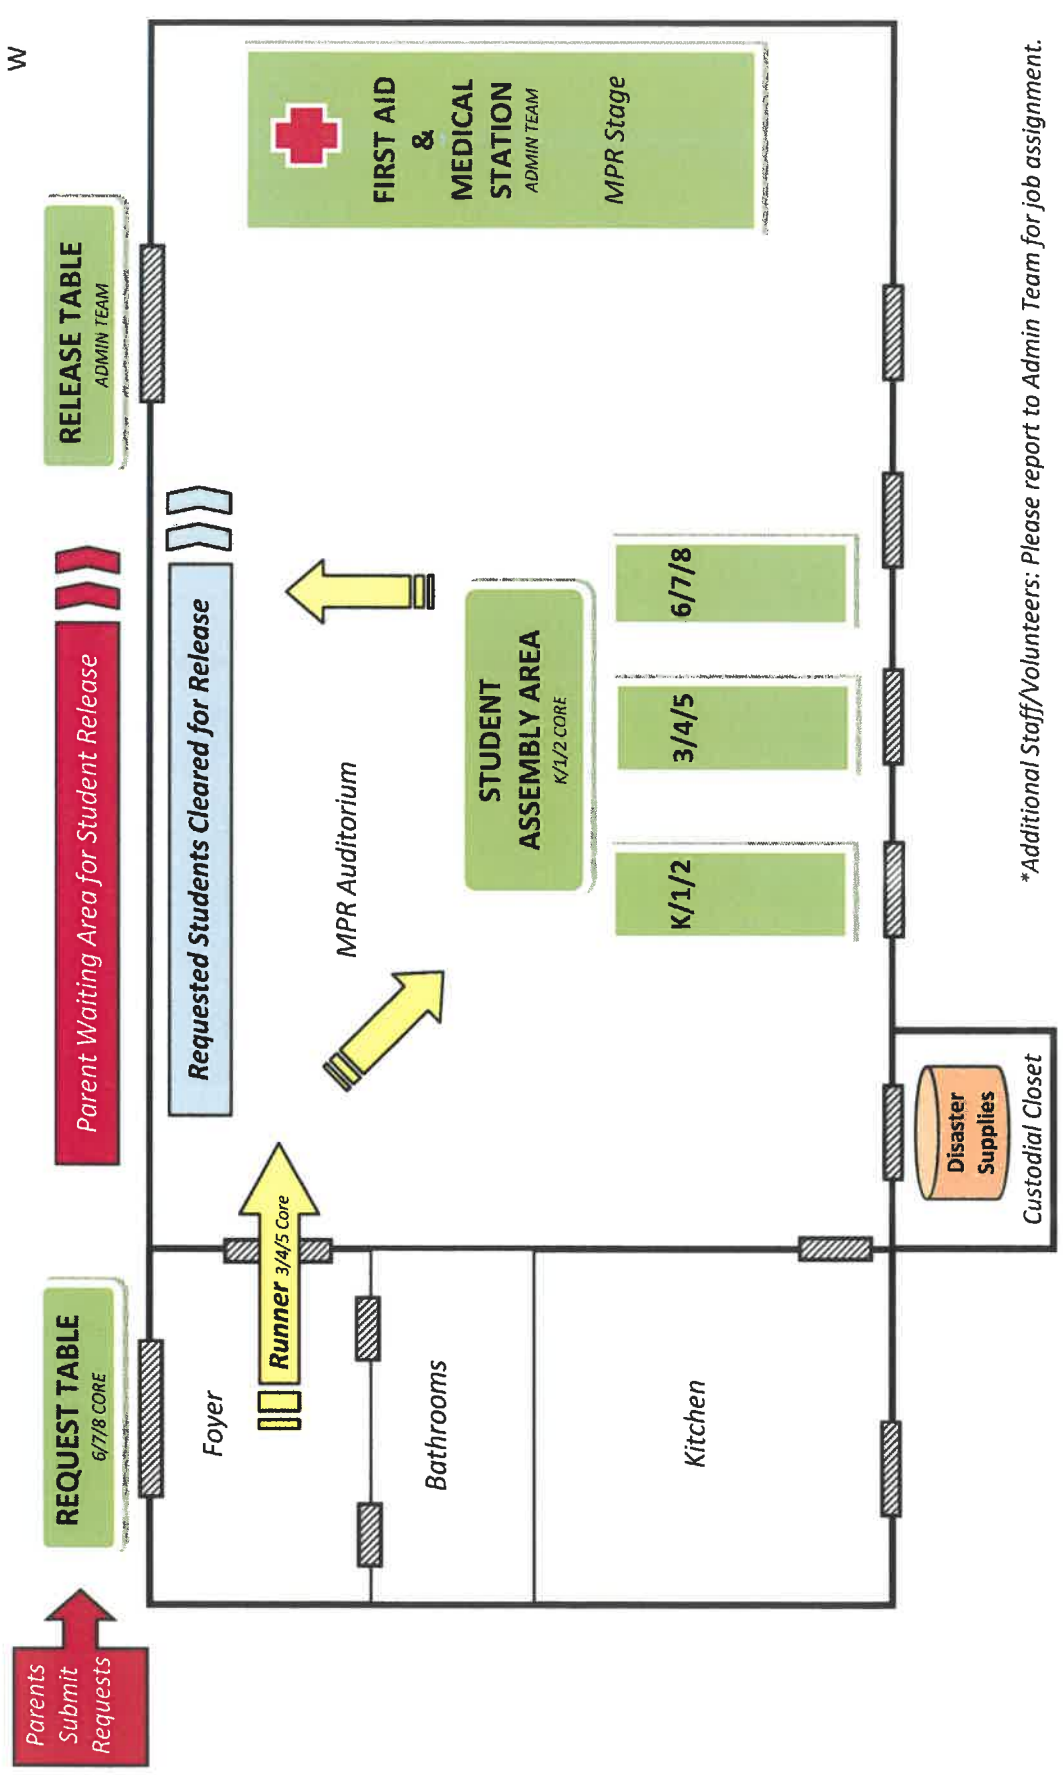 W
Parents
Submit
Requests
REQUEST TABLE
6/7/8 CORE
Parent Waiting Area for Student Release
RELEASE TABLE
ADMIN TEAM
Requested Students Cleared for Release
Foyer
Runner 3/4/5 Core
MPR Auditorium
Bathrooms
Kitchen
STUDENT
ASSEMBLY AREA
K/1/2 CORE
K/1/2
3/4/5
6/7/8
FIRST AID
&
MEDICAL
STATION
ADMIN TEAM
MPR Stage
Disaster
Supplies
Custodial Closet
*Additional Staff/Volunteers: Please report to Admin Team for job assignment.